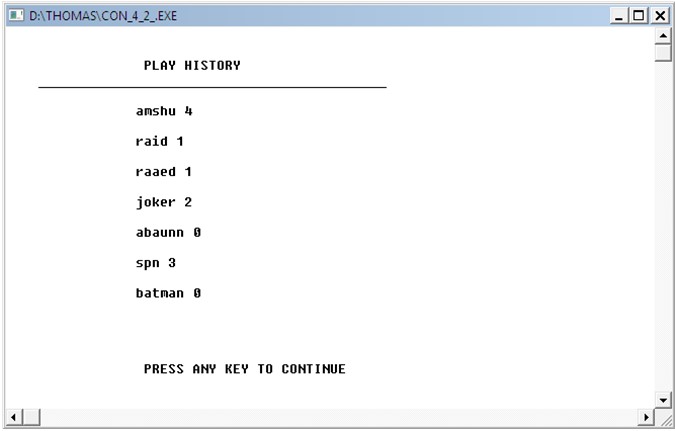 D:\THOMAS\CON_4_2_.EXE
PLAY HISTORY
amshu 4
raid 1
raaed 1
joker 2
abaunn 0
spn 3
batman 0
PRESS ANY KEY TO CONTINUE